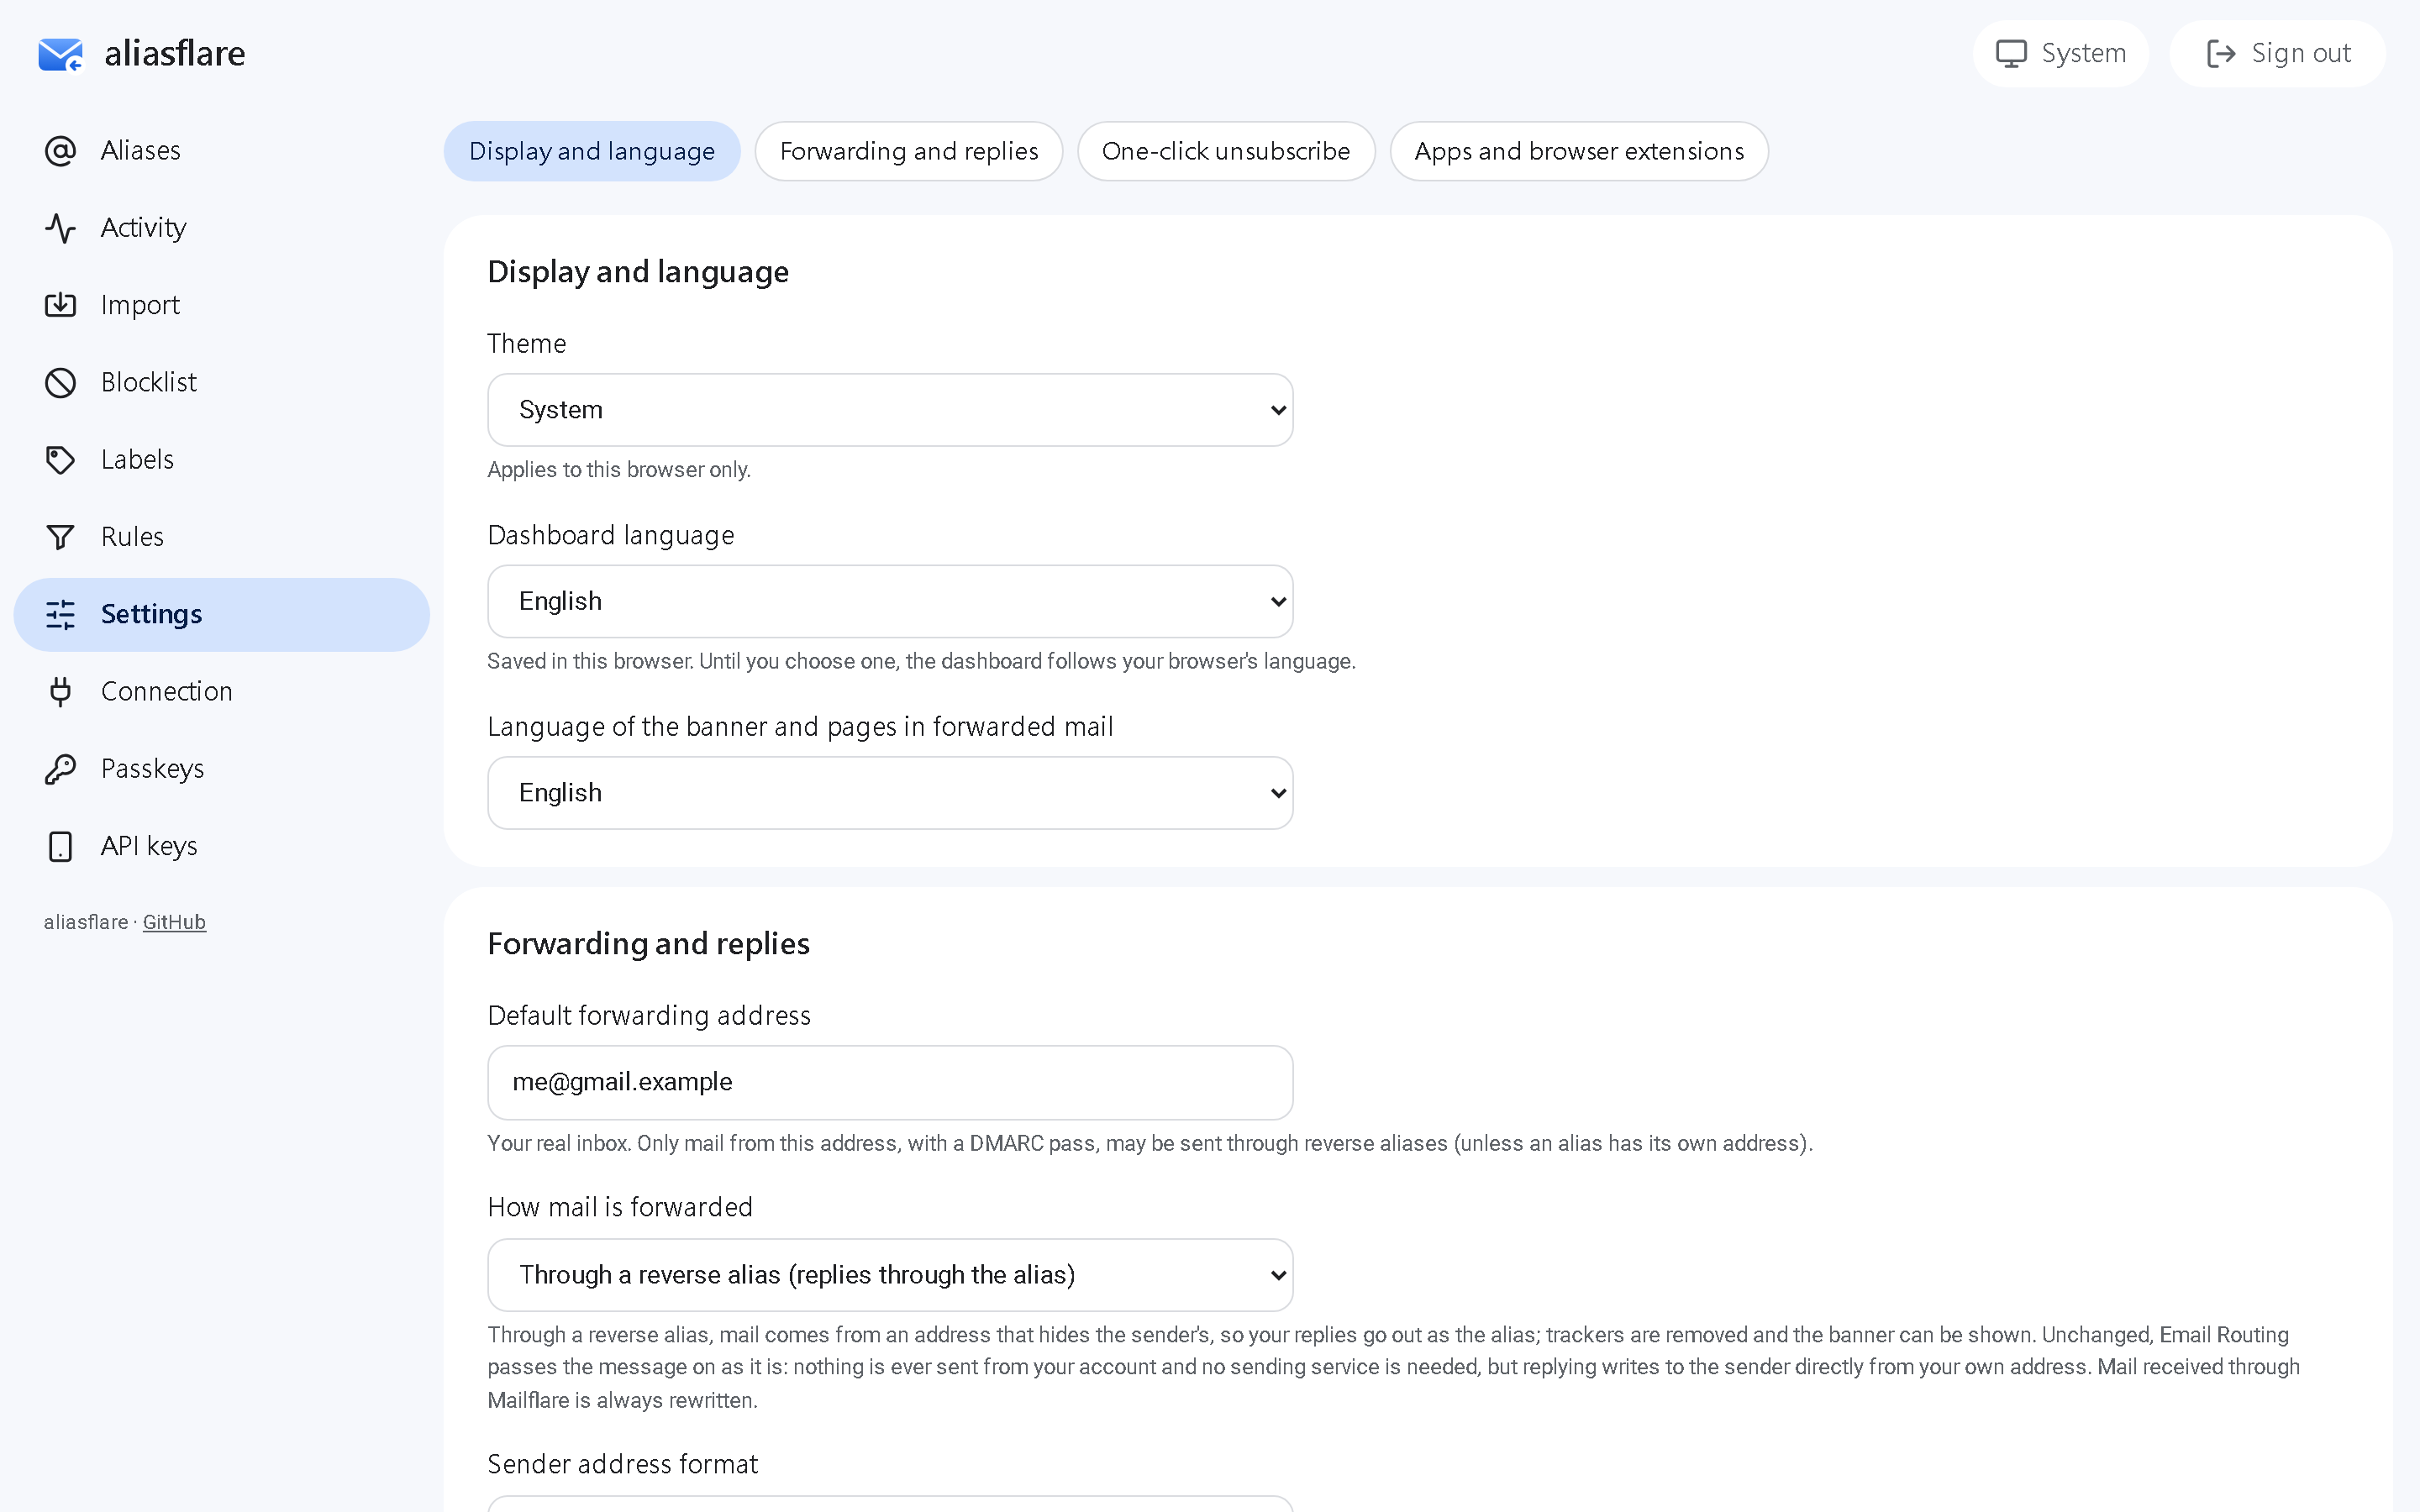 aliasflare
System
Sign out
Aliases
Activity
Import
Blocklist
Labels
Rules
Settings
Connection
Passkeys
API keys
aliasflare · GitHub
Display and language
Forwarding and replies
One-click unsubscribe
Apps and browser extensions
Display and language
Theme
System
Applies to this browser only.
Dashboard language
English
Saved in this browser. Until you choose one, the dashboard follows your browser's language.
Language of the banner and pages in forwarded mail
English
Forwarding and replies
Default forwarding address
me@gmail.example
Your real inbox. Only mail from this address, with a DMARC pass, may be sent through reverse aliases (unless an alias has its own address).
How mail is forwarded
Through a reverse alias (replies through the alias)
Through a reverse alias, mail comes from an address that hides the sender's, so your replies go out as the alias; trackers are removed and the banner can be shown. Unchanged, Email Routing
passes the message on as it is: nothing is ever sent from your account and no sending service is needed, but replying writes to the sender directly from your own address. Mail received through
Mailflare is always rewritten.
Sender address format